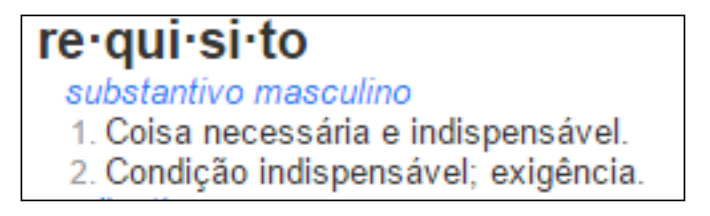 re·qui·si·to
substantivo masculino
1. Coisa necessária e indispensável.
2. Condição indispensável; exigência.